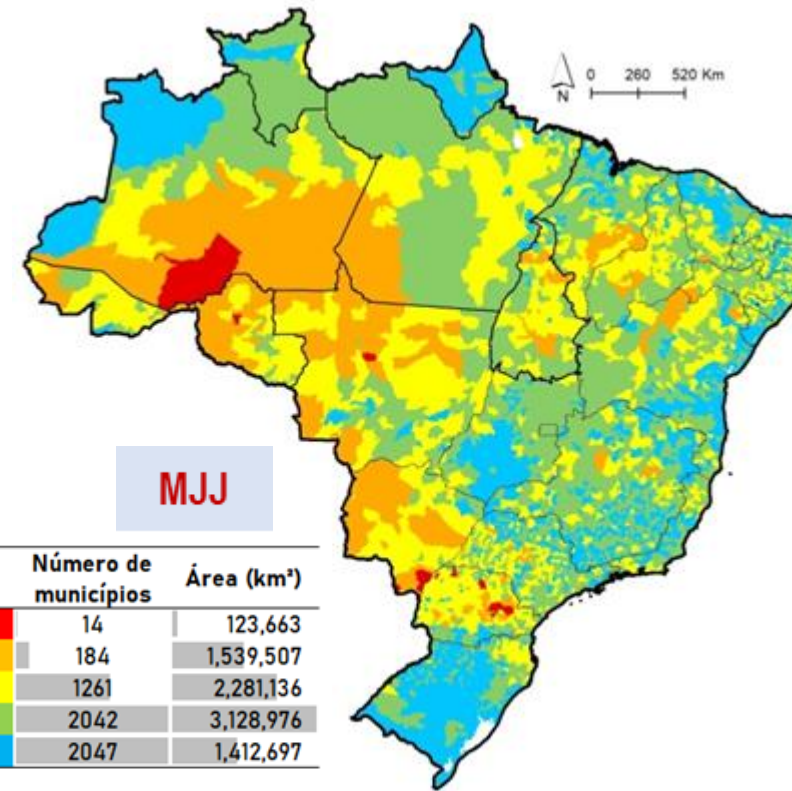 0 260 520 Km
N
MJJ
Número de municípios Área (km²)
14 123,663
184 1,539,507
1261 2,281,136
2042 3,128,976
2047 1,412,697